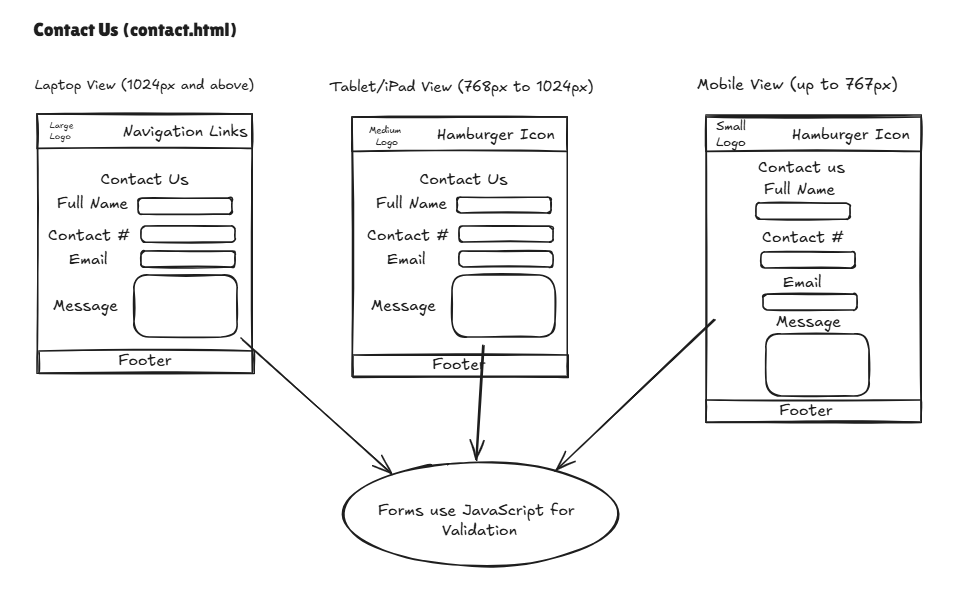 Contact Us (contact.html)
Laptop View (1024px and above)
Large
Logo
Navigation Links
Contact Us
Full Name
Contact #
Email
Message
Footer
Tablet/iPad View (768px to 1024px)
Medium
Logo
Hamburger Icon
Contact Us
Full Name
Contact #
Email
Message
Footer
Mobile View (up to 767px)
Small
Logo
Hamburger Icon
Contact us
Full Name
Contact #
Email
Message
Footer
Forms use JavaScript for
Validation